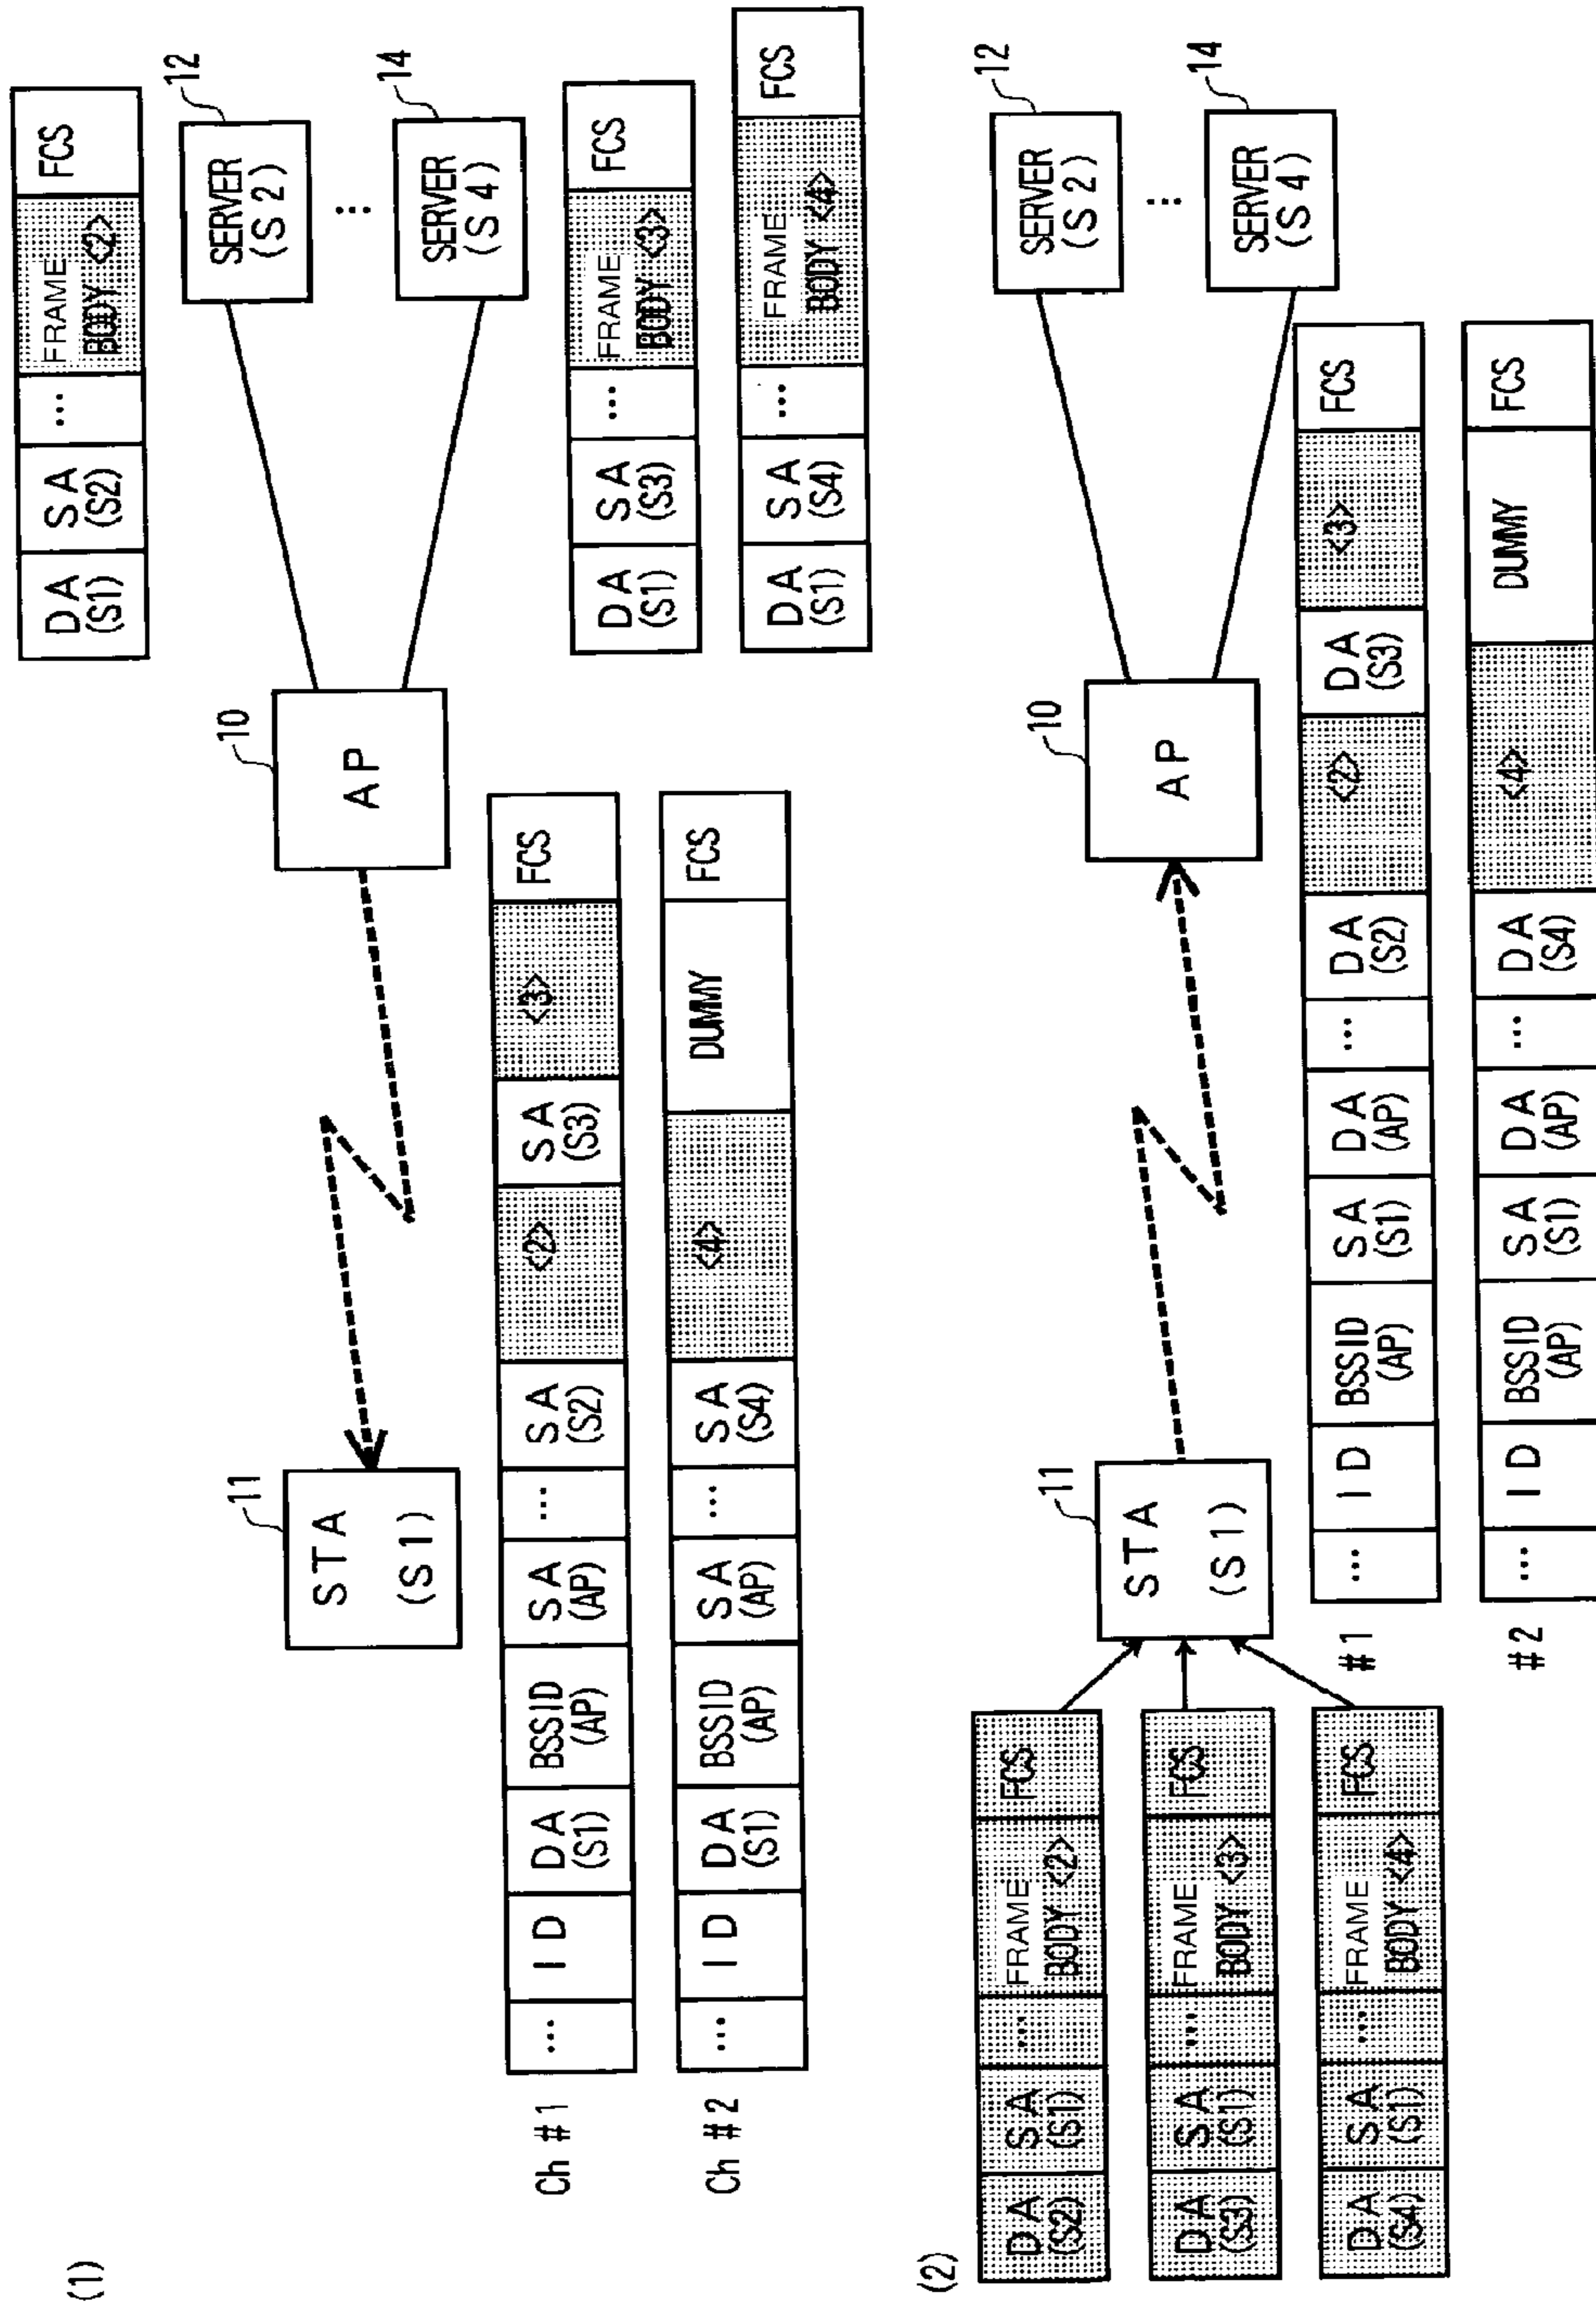 (1)
DA (S1) SA (S2) ... FRAME BODY <2> FCS
STA (S1) 11
AP 10
SERVER (S2) 12
⋮
SERVER (S4) 14
DA (S1) SA (S3) ... FRAME BODY <3> FCS
DA (S1) SA (S4) ... FRAME BODY <4> FCS
Ch #1 ... ID DA (S1) BSSID (AP) SA (AP) ... SA (S2) <2> SA (S3) <3> FCS
Ch #2 ... ID DA (S1) BSSID (AP) SA (AP) ... SA (S4) <4> DUMMY FCS
(2)
DA (S2) SA (S1) ... FRAME BODY <2> FCS
DA (S3) SA (S1) ... FRAME BODY <3> FCS
DA (S4) SA (S1) ... FRAME BODY <4> FCS
STA (S1) 11
AP 10
SERVER (S2) 12
⋮
SERVER (S4) 14
#1 ... ID BSSID (AP) SA (S1) DA (AP) ... DA (S2) <2> DA (S3) <3> FCS
#2 ... ID BSSID (AP) SA (S1) DA (AP) ... DA (S4) <4> DUMMY FCS